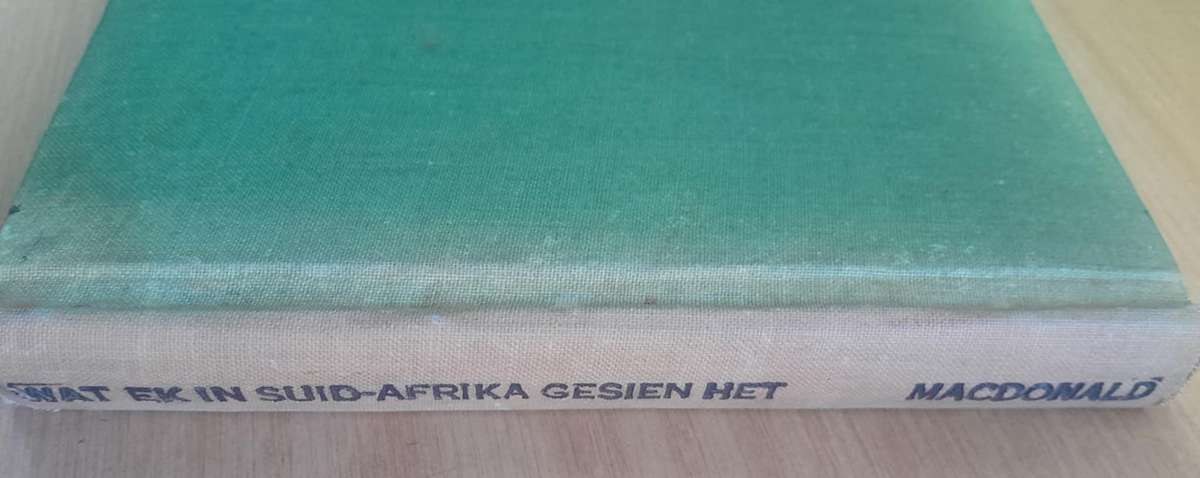 WAT EK IN SUID-AFRIKA GESIEN HET MACDONALD